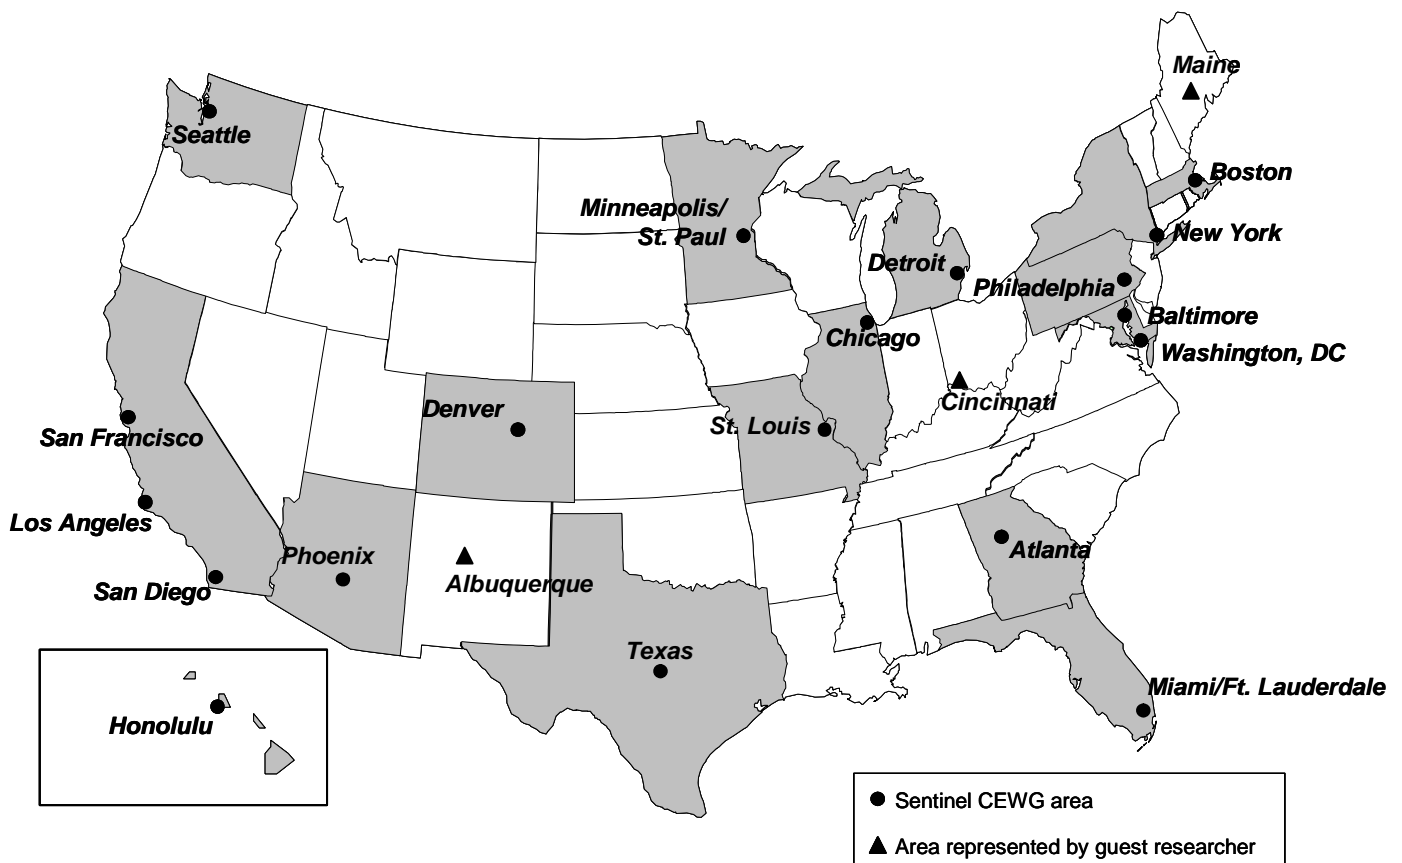 Maine
Seattle
Boston
Minneapolis/
St. Paul
New York
Detroit
Philadelphia
Baltimore
Chicago
Washington, DC
Cincinnati
Denver
St. Louis
San Francisco
Los Angeles
Phoenix
Atlanta
Albuquerque
San Diego
Texas
Miami/Ft. Lauderdale
Honolulu
Sentinel CEWG area
Area represented by guest researcher